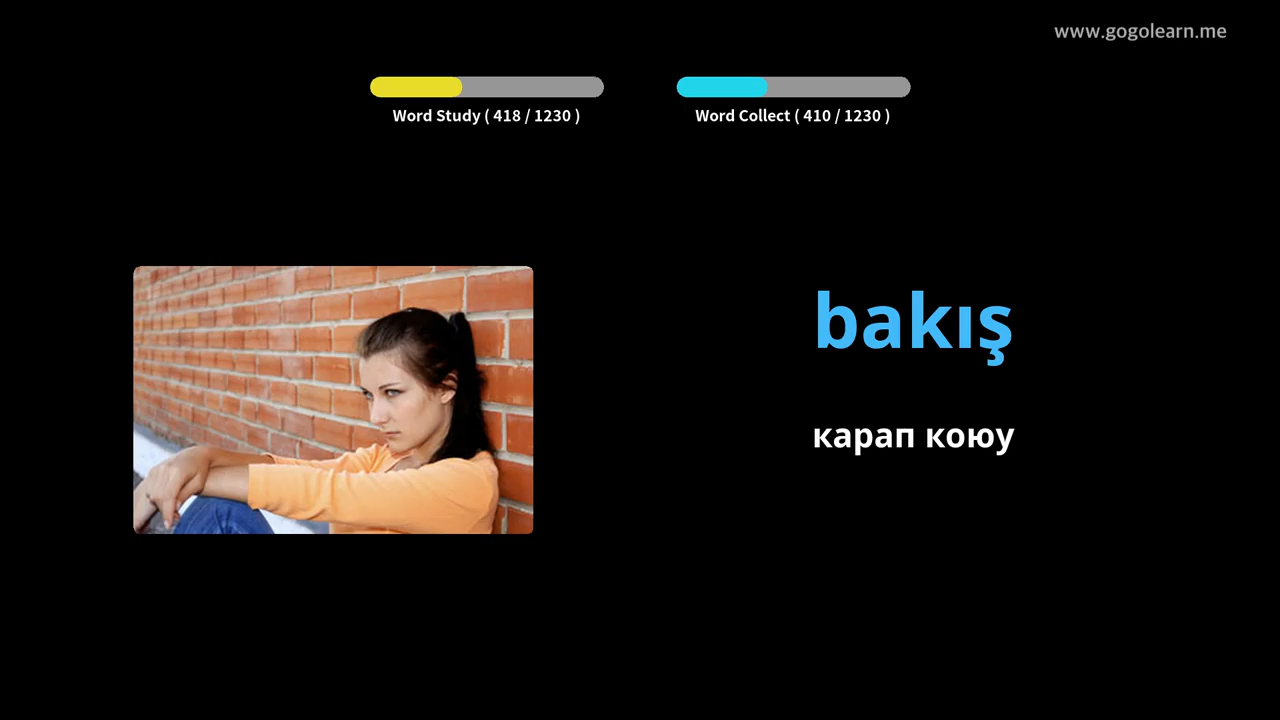 www.gogolearn.me
Word Study ( 418 / 1230 )
Word Collect ( 410 / 1230 )
bakış
карап коюу